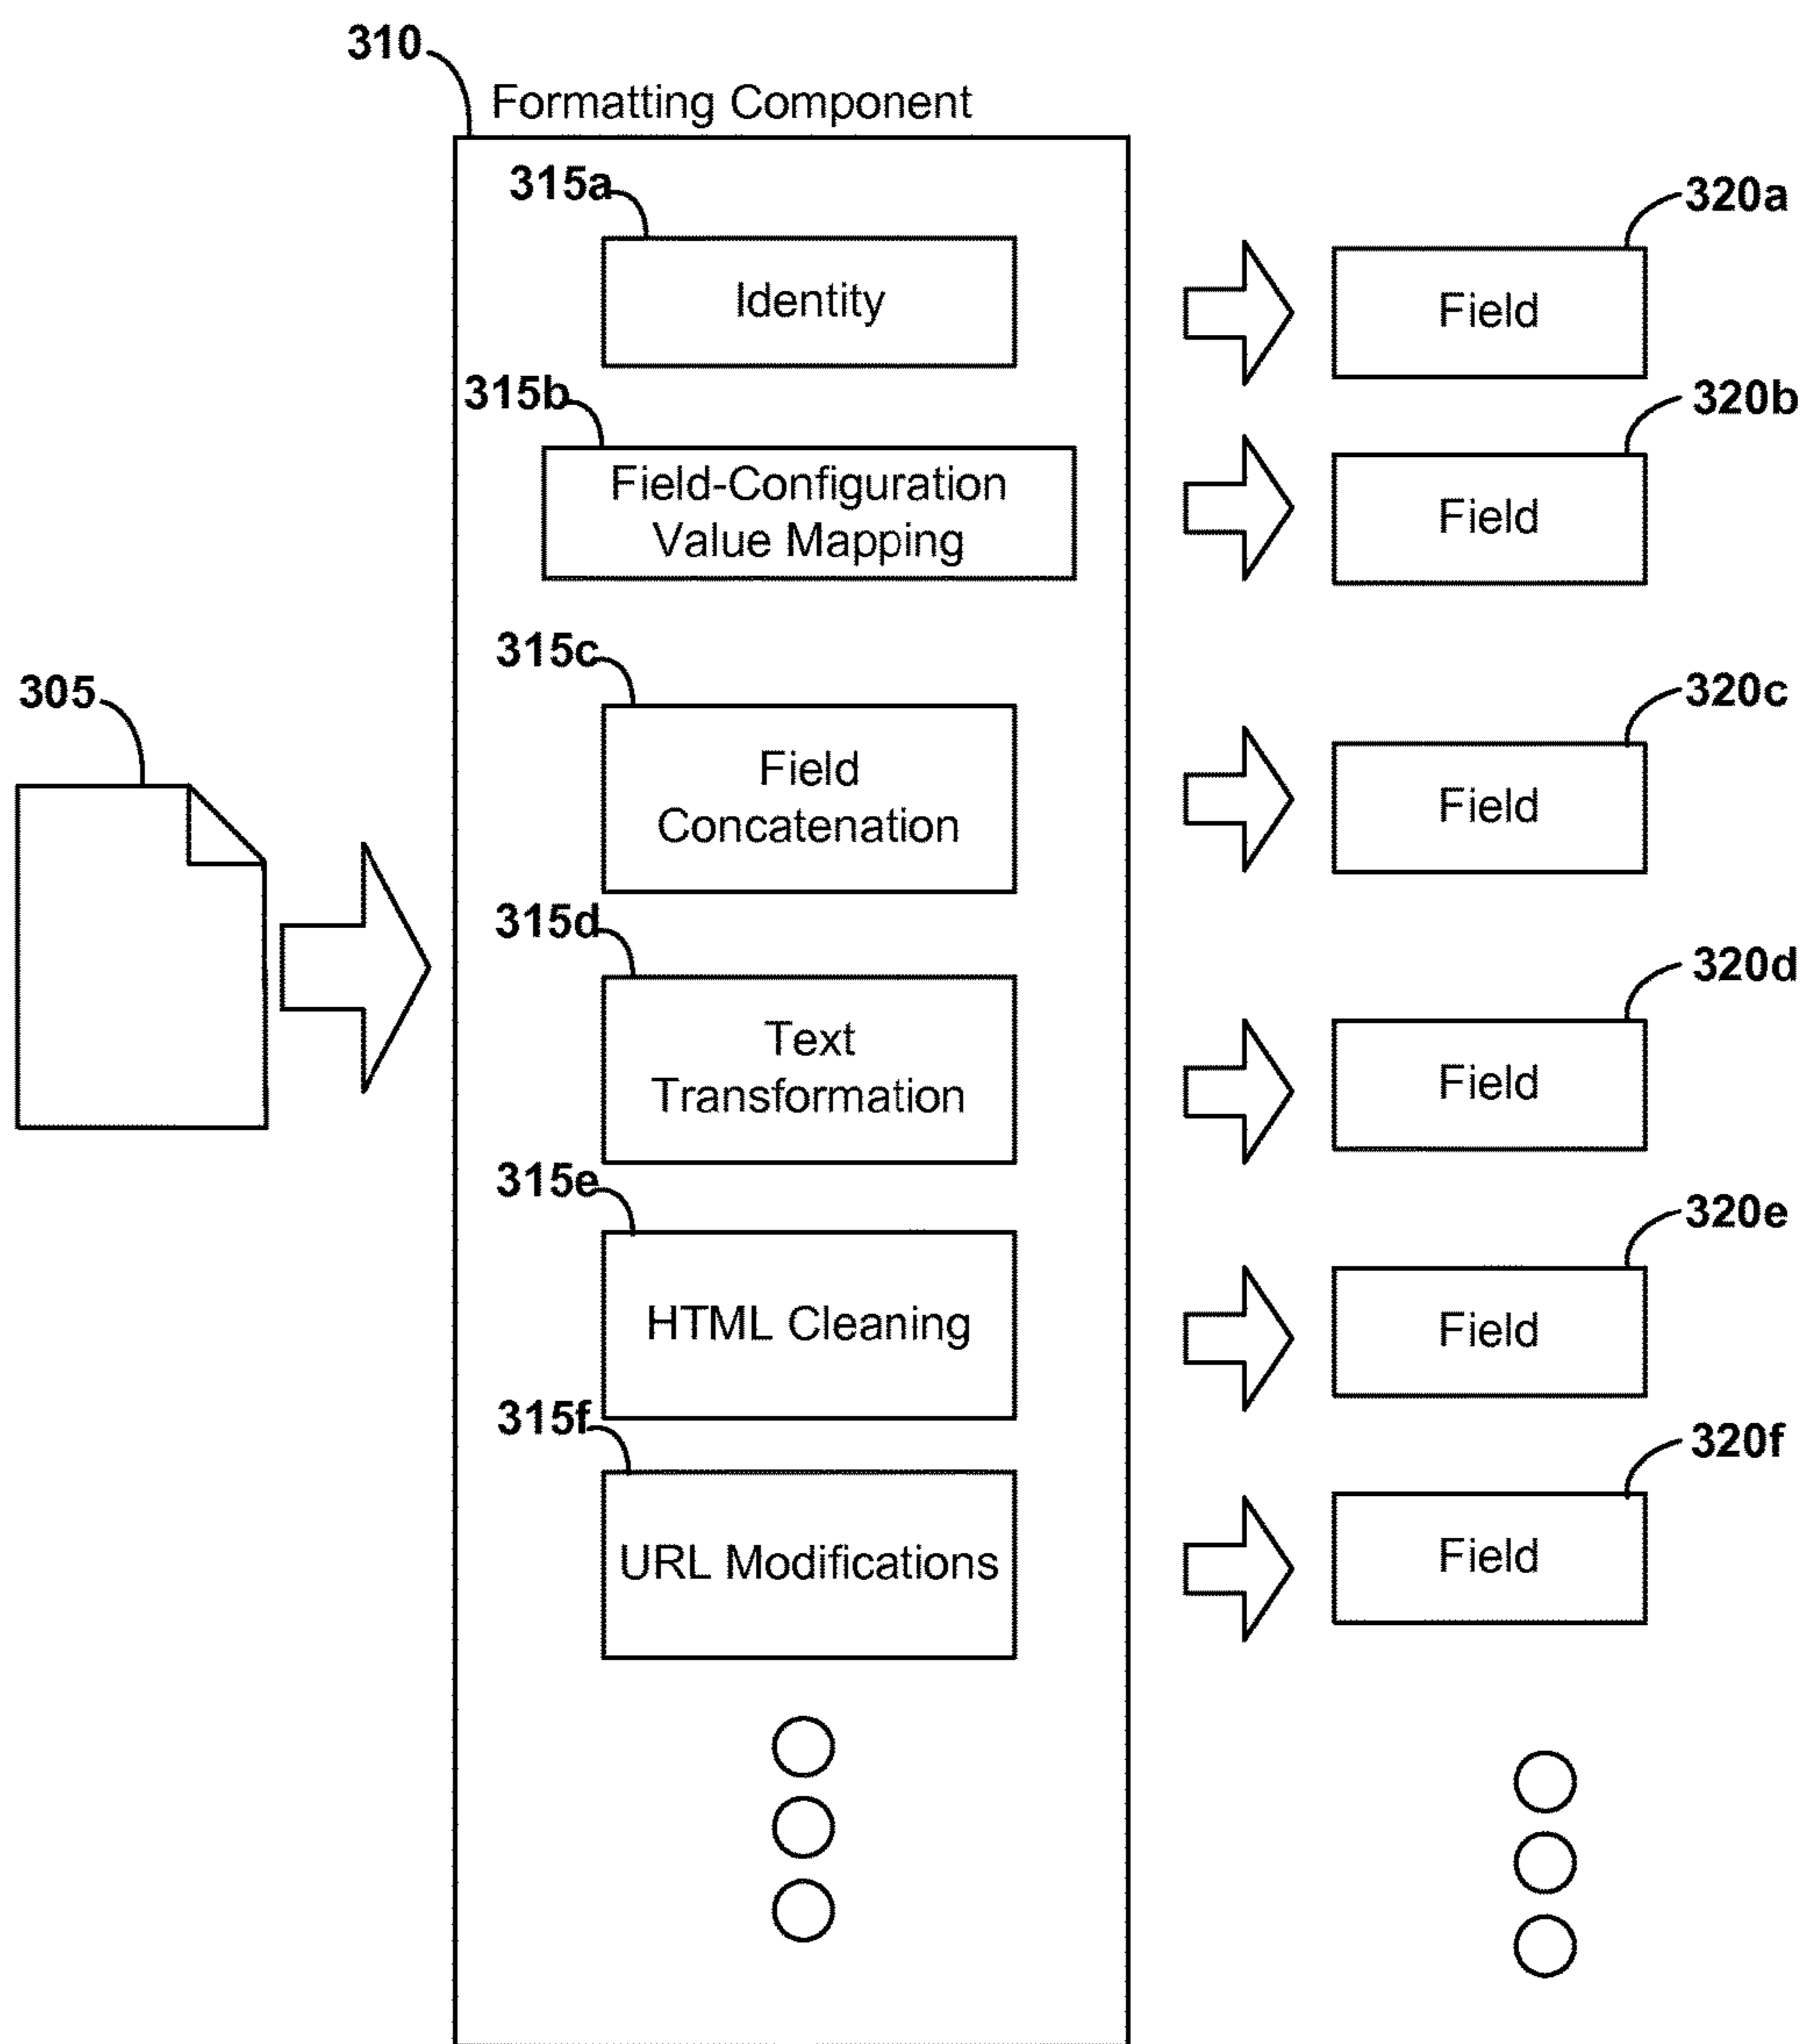 310
Formatting Component
315a
Identity
320a
Field
315b
Field-Configuration
Value Mapping
320b
Field
305
315c
Field
Concatenation
320c
Field
315d
Text
Transformation
320d
Field
315e
HTML Cleaning
320e
Field
315f
URL Modifications
320f
Field